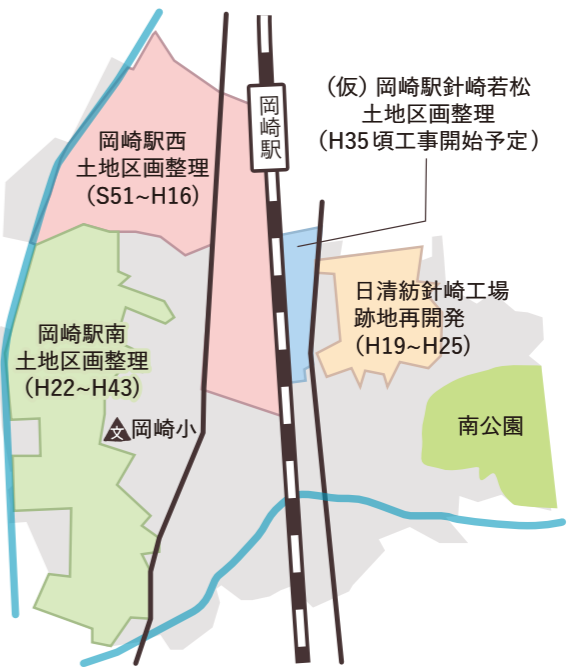 岡崎駅
(仮)岡崎駅針崎若松
土地区画整理
(H35頃工事開始予定)
岡崎駅西
土地区画整理
(S51~H16)
日清紡針崎工場
跡地再開発
(H19~H25)
岡崎駅南
土地区画整理
(H22~H43)
文
岡崎小
南公園